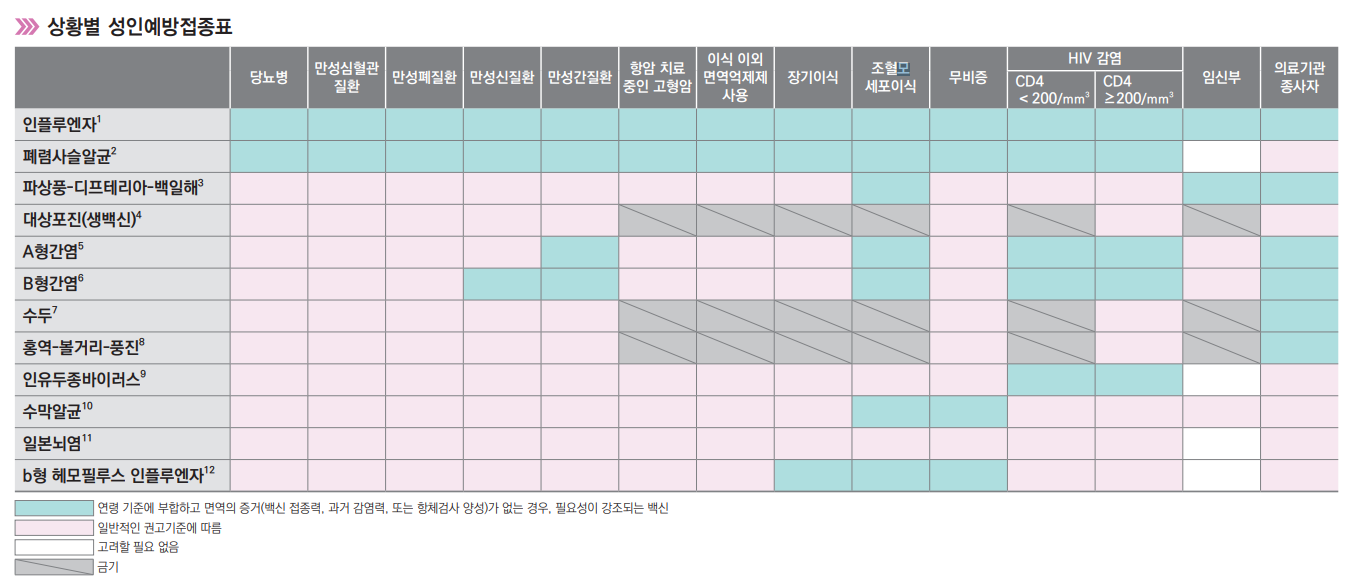 상황별 성인예방접종표
당뇨병
만성심혈관
질환
만성폐질환
만성신질환
만성간질환
항암 치료
중인 고형암
이식 이외
면역억제제
사용
장기이식
조혈모
세포이식
무비증
HIV 감염
CD4
< 200/mm³
CD4
≥200/mm³
임신부
의료기관
종사자
인플루엔자¹
폐렴사슬알균²
파상풍-디프테리아-백일해³
대상포진(생백신)⁴
A형간염⁵
B형간염⁶
수두⁷
홍역-볼거리-풍진⁸
인유두종바이러스⁹
수막알균¹⁰
일본뇌염¹¹
b형 헤모필루스 인플루엔자¹²
연령 기준에 부합하고 면역의 증거(백신 접종력, 과거 감염력, 또는 항체검사 양성)가 없는 경우, 필요성이 강조되는 백신
일반적인 권고기준에 따름
고려할 필요 없음
금기